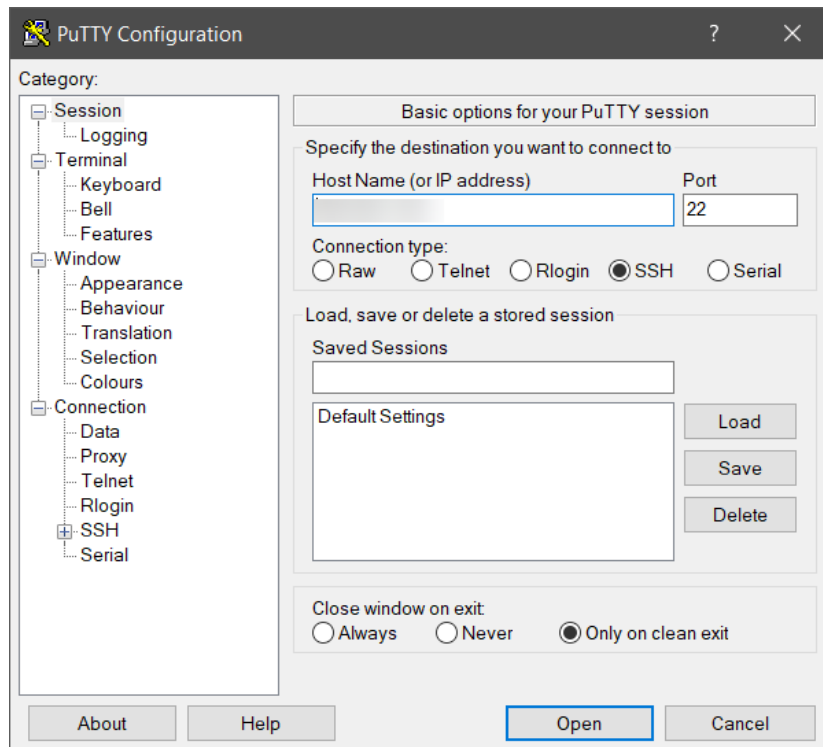 PuTTY Configuration ? ×
Category:
Session
Logging
Terminal
Keyboard
Bell
Features
Window
Appearance
Behaviour
Translation
Selection
Colours
Connection
Data
Proxy
Telnet
Rlogin
SSH
Serial
Basic options for your PuTTY session
Specify the destination you want to connect to
Host Name (or IP address) Port
22
Connection type:
Raw Telnet Rlogin SSH Serial
Load, save or delete a stored session
Saved Sessions
Default Settings
Load
Save
Delete
Close window on exit:
Always Never Only on clean exit
About Help Open Cancel